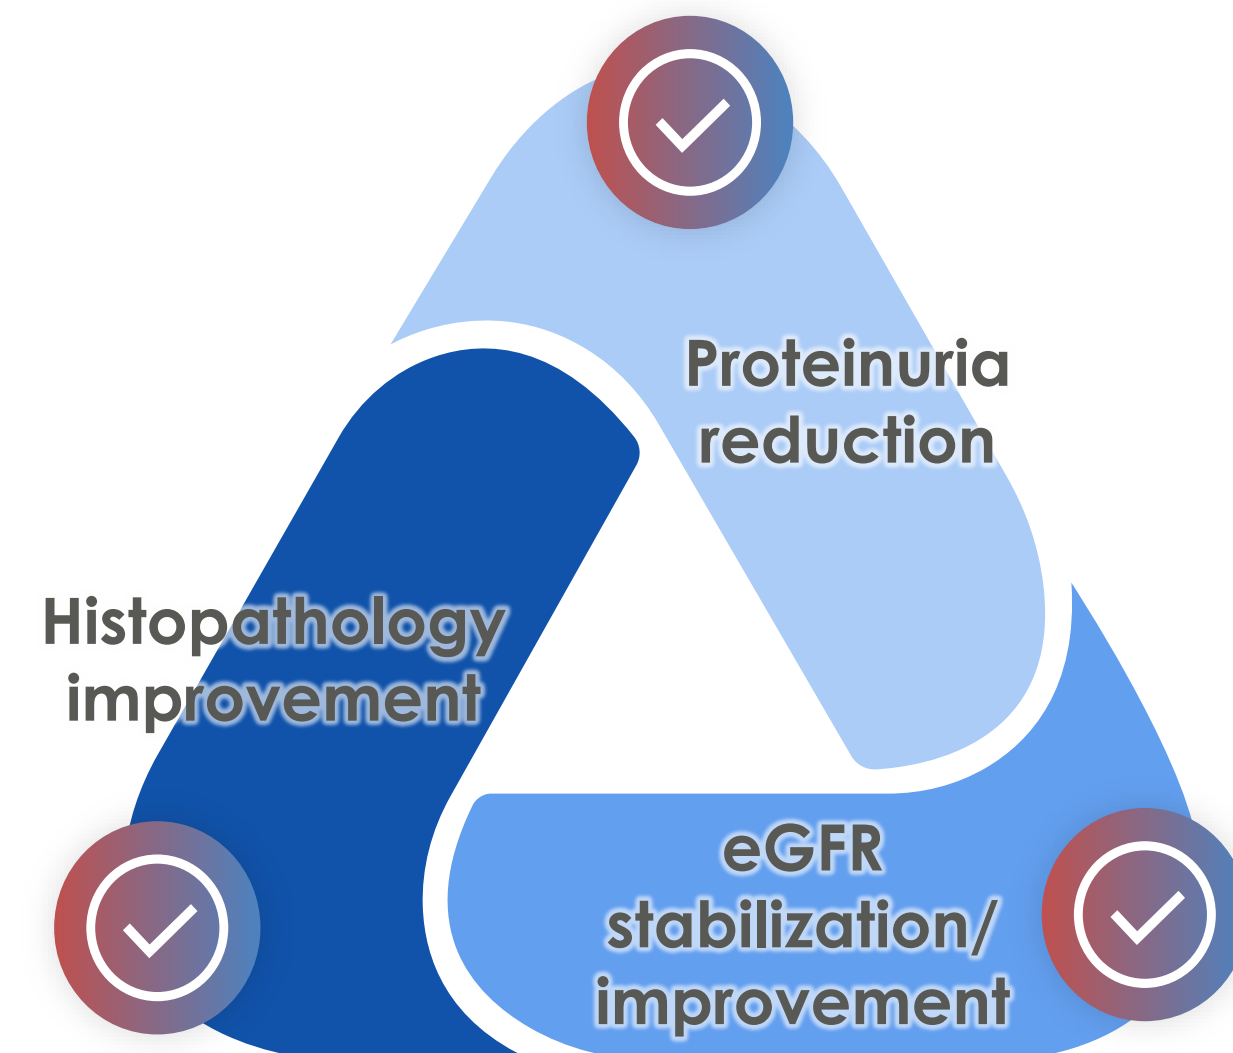 Proteinuria
reduction
Histopathology
improvement
eGFR
stabilization/
improvement